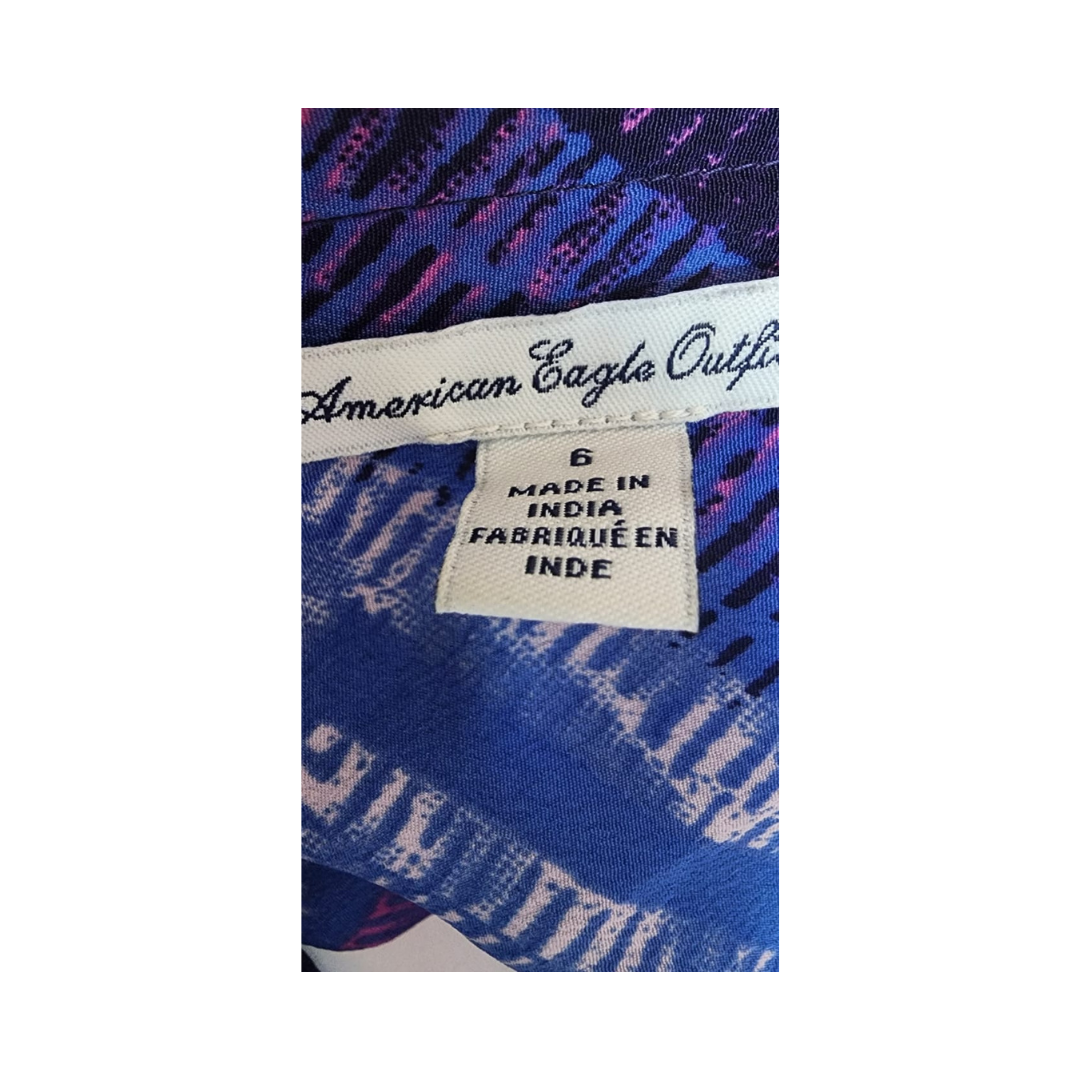 American Eagle Outfi
6
MADE IN
INDIA
FABRIQUÉ EN
INDE